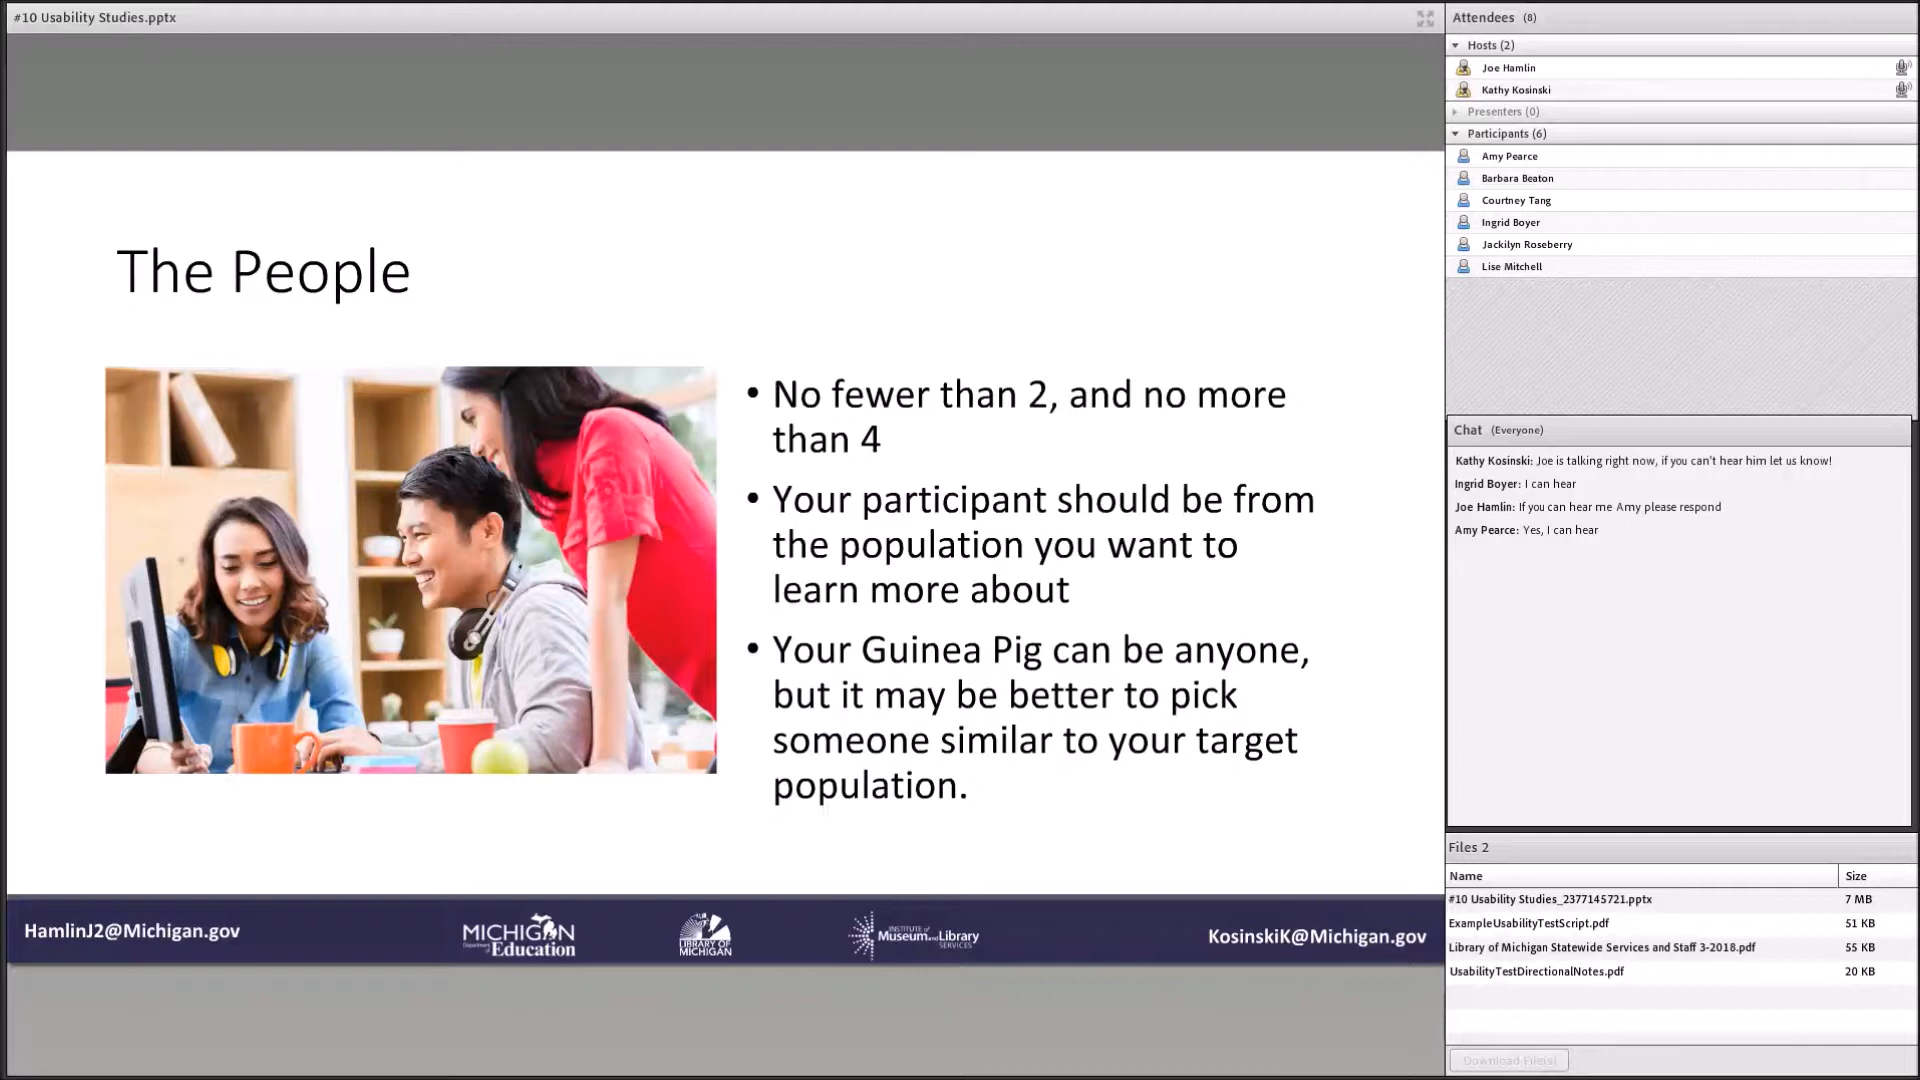 #10 Usability Studies.pptx
The People
• No fewer than 2, and no more
than 4
• Your participant should be from
the population you want to
learn more about
• Your Guinea Pig can be anyone,
but it may be better to pick
someone similar to your target
population.
HamlinJ2@Michigan.gov
MICHIGAN
Department of
Education
LIBRARY OF
MICHIGAN
INSTITUTE of
Museum and Library
SERVICES
KosinskiK@Michigan.gov
Attendees (8)
Hosts (2)
Joe Hamlin
Kathy Kosinski
Presenters (0)
Participants (6)
Amy Pearce
Barbara Beaton
Courtney Tang
Ingrid Boyer
Jackilyn Roseberry
Lise Mitchell
Chat (Everyone)
Kathy Kosinski: Joe is talking right now, if you can't hear him let us know!
Ingrid Boyer: I can hear
Joe Hamlin: If you can hear me Amy please respond
Amy Pearce: Yes, I can hear
Files 2
Name Size
#10 Usability Studies_2377145721.pptx 7 MB
ExampleUsabilityTestScript.pdf 51 KB
Library of Michigan Statewide Services and Staff 3-2018.pdf 55 KB
UsabilityTestDirectionalNotes.pdf 20 KB
Download File(s)